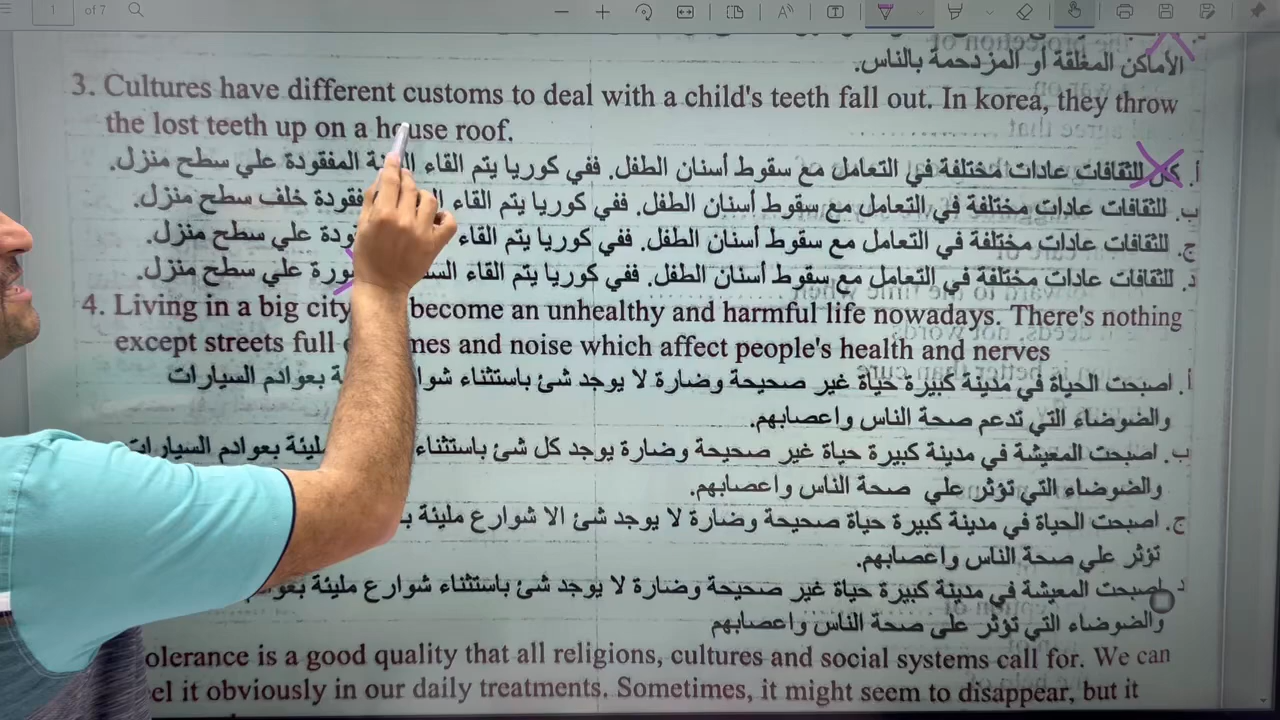 1 of 7
الأماكن المغلقة أو المزدحمة بالناس.
3. Cultures have different customs to deal with a child's teeth fall out. In korea, they throw
the lost teeth up on a house roof.
أ. كل للثقافات عادات مختلفة في التعامل مع سقوط أسنان الطفل. ففي كوريا يتم القاء المفقودة علي سطح منزل.
ب. للثقافات عادات مختلفة في التعامل مع سقوط أسنان الطفل. ففي كوريا يتم القاء خلف سطح منزل.
ج. للثقافات عادات مختلفة في التعامل مع سقوط أسنان الطفل. ففي كوريا يتم القاء علي سطح منزل.
د. للثقافات عادات مختلفة في التعامل مع سقوط أسنان الطفل. ففي كوريا يتم القاء علي سطح منزل.
4. Living in a big city become an unhealthy and harmful life nowadays. There's nothing
except streets full and noise which affect people's health and nerves
أ. اصبحت الحياة في مدينة كبيرة حياة غير صحيحة وضارة لا يوجد شئ باستثناء بعوادم السيارات
والضوضاء التي تدعم صحة الناس واعصابهم.
ب. اصبحت المعيشة في مدينة كبيرة حياة غير صحيحة وضارة يوجد كل شئ باستثناء مليئة بعوادم السيارات
والضوضاء التي تؤثر علي صحة الناس واعصابهم.
ج. اصبحت الحياة في مدينة كبيرة حياة صحيحة وضارة لا يوجد شئ الا شوارع مليئة
تؤثر علي صحة الناس واعصابهم.
د. اصبحت المعيشة في مدينة كبيرة حياة غير صحيحة وضارة لا يوجد شئ باستثناء شوارع مليئة
والضوضاء التي تؤثر على صحة الناس واعصابهم
olerance is a good quality that all religions, cultures and social systems call for. We can
el it obviously in our daily treatments. Sometimes, it might seem to disappear, but it